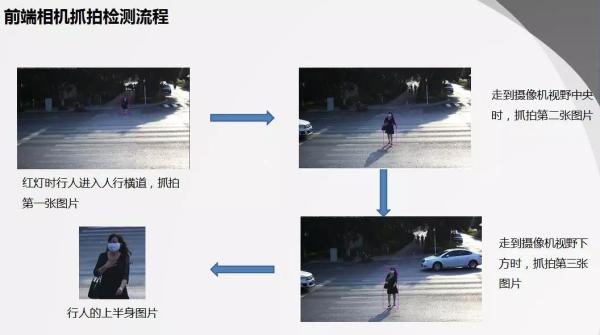 前端相机抓拍检测流程
走到摄像机视野中央
时，抓拍第二张图片
红灯时行人进入人行横道，抓拍
第一张图片
走到摄像机视野下
方时，抓拍第三张
图片
行人的上半身图片